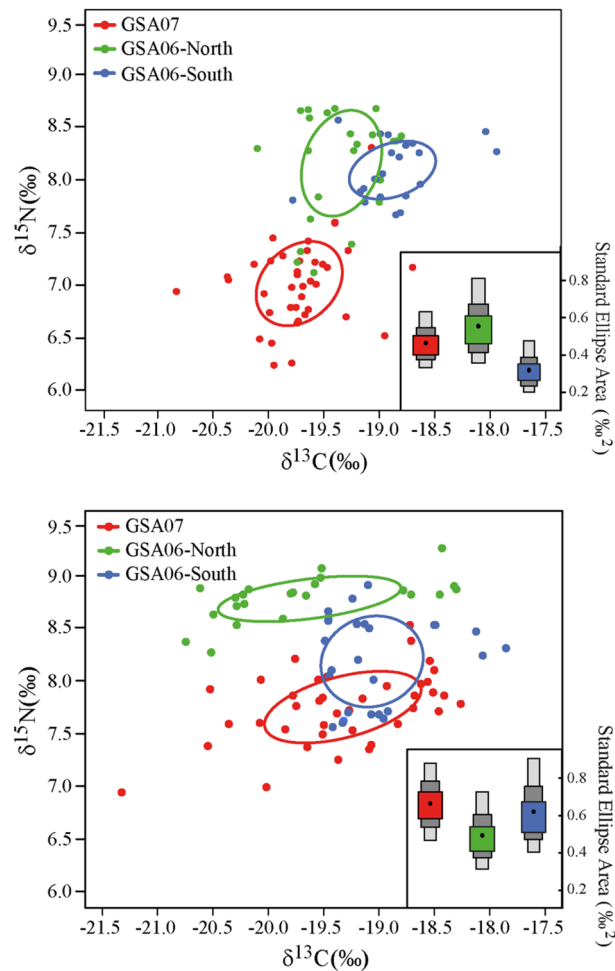 GSA07
GSA06-North
GSA06-South
9.5
9.0
8.5
8.0
7.5
7.0
6.5
6.0
δ¹⁵N(‰)
0.8
0.6
0.4
0.2
Standard Ellipse Area (‰²)
-21.5 -21.0 -20.5 -20.0 -19.5 -19.0 -18.5 -18.0 -17.5
δ¹³C(‰)
GSA07
GSA06-North
GSA06-South
9.5
9.0
8.5
8.0
7.5
7.0
6.5
6.0
δ¹⁵N(‰)
0.8
0.6
0.4
0.2
Standard Ellipse Area (‰²)
-21.5 -21.0 -20.5 -20.0 -19.5 -19.0 -18.5 -18.0 -17.5
δ¹³C(‰)